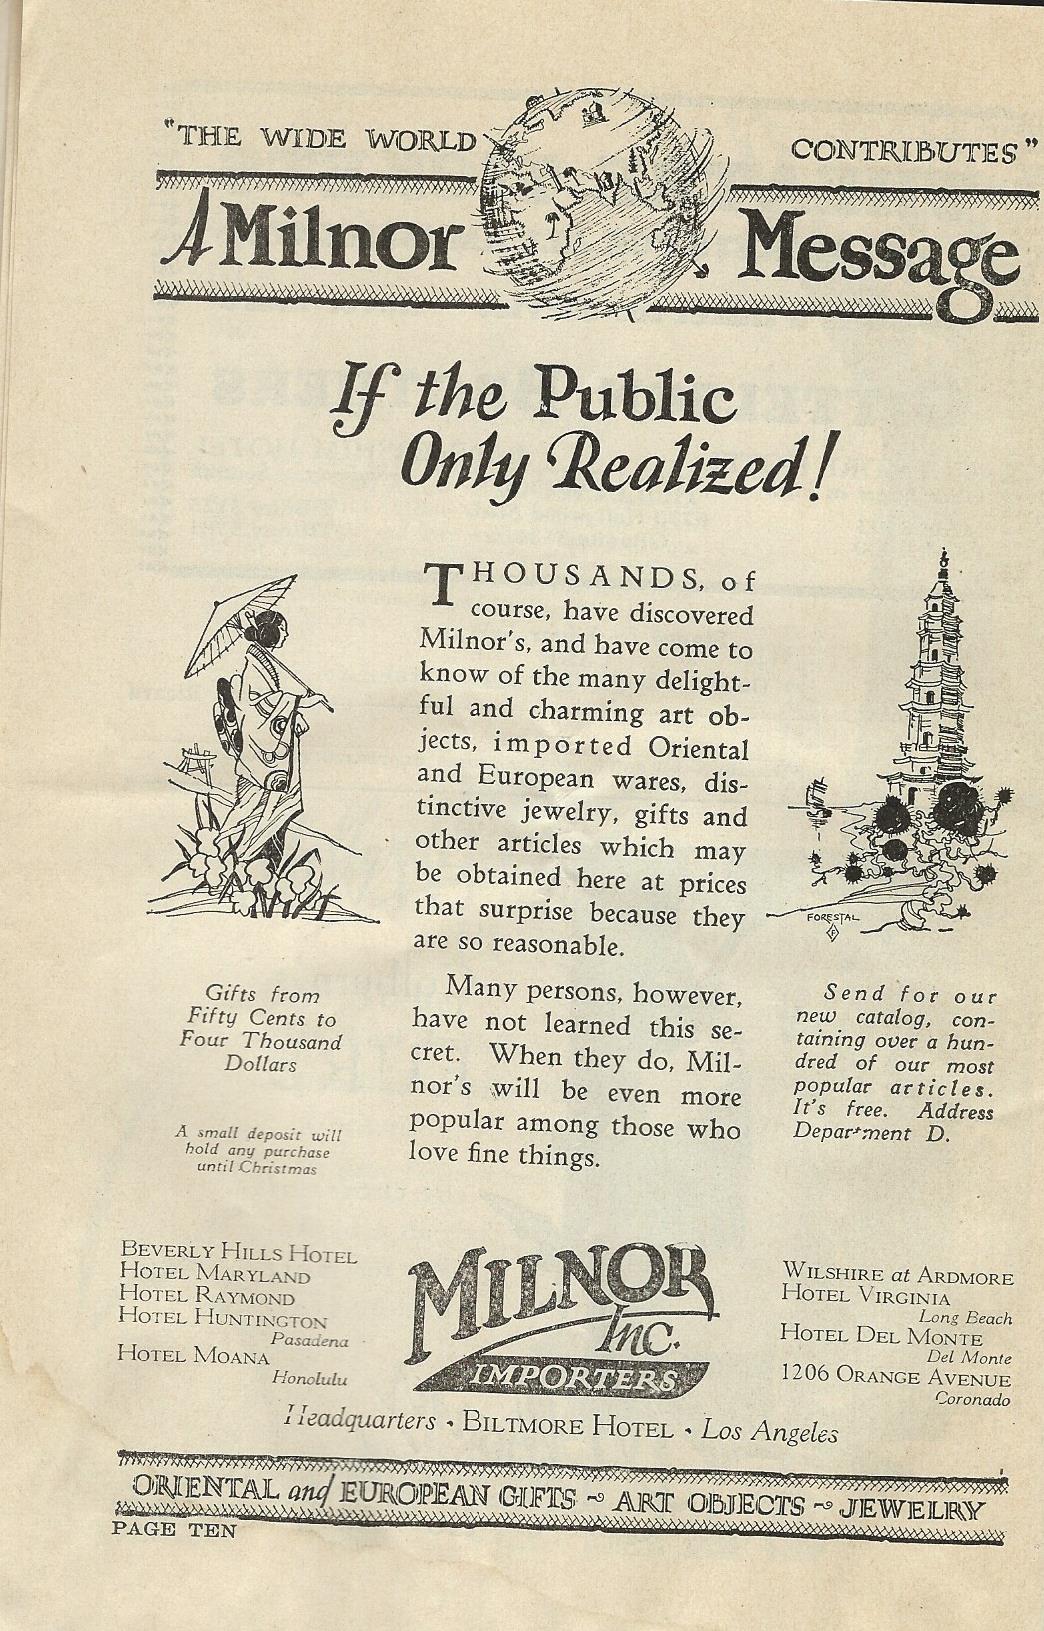 "THE WIDE WORLD CONTRIBUTES"
A Milnor Message
If the Public
Only Realized!
THOUSANDS, of
course, have discovered
Milnor's, and have come to
know of the many delight-
ful and charming art ob-
jects, imported Oriental
and European wares, dis-
tinctive jewelry, gifts and
other articles which may
be obtained here at prices
that surprise because they
are so reasonable.
Many persons, however,
have not learned this se-
cret. When they do, Mil-
nor's will be even more
popular among those who
love fine things.
FORESTAL
F
Gifts from
Fifty Cents to
Four Thousand
Dollars
A small deposit will
hold any purchase
until Christmas
Send for our
new catalog, con-
taining over a hun-
dred of our most
popular articles.
It's free. Address
Department D.
BEVERLY HILLS HOTEL
HOTEL MARYLAND
HOTEL RAYMOND
HOTEL HUNTINGTON
Pasadena
HOTEL MOANA
Honolulu
MILNOR
Inc.
IMPORTERS
WILSHIRE at ARDMORE
HOTEL VIRGINIA
Long Beach
HOTEL DEL MONTE
Del Monte
1206 ORANGE AVENUE
Coronado
Headquarters · BILTMORE HOTEL · Los Angeles
ORIENTAL and EUROPEAN GIFTS ~ ART OBJECTS ~ JEWELRY
PAGE TEN